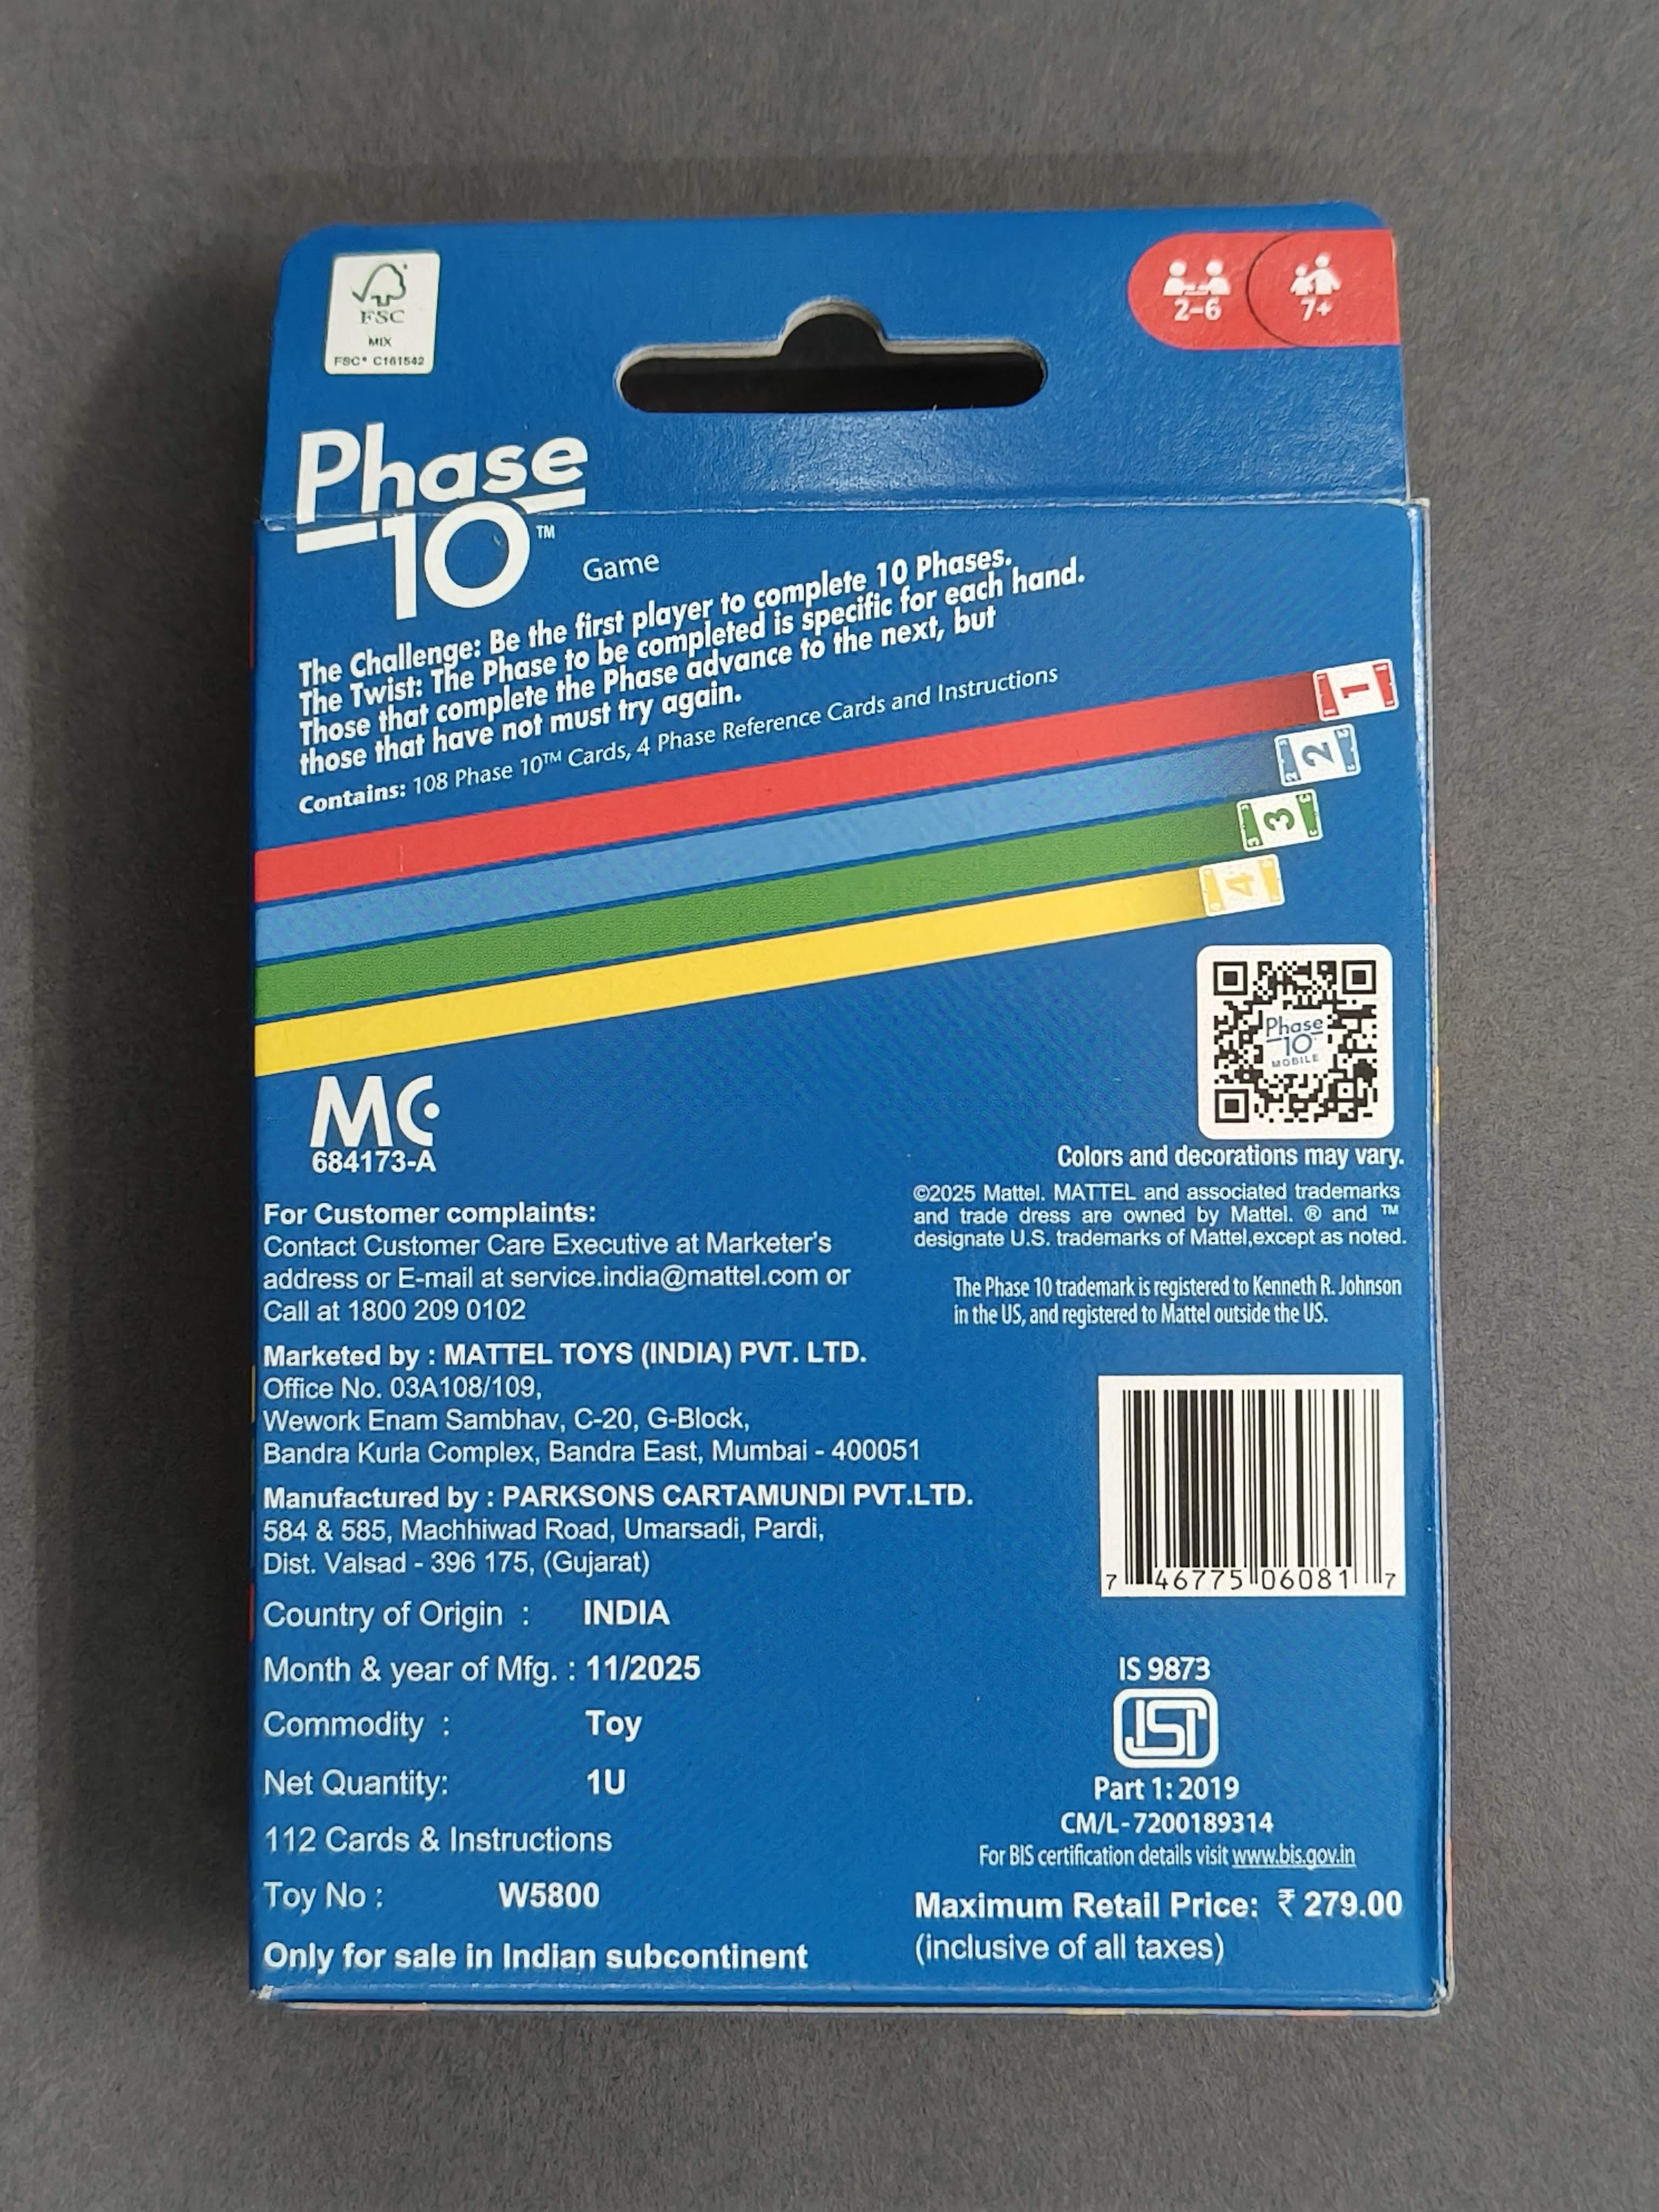 FSC
MIX
FSC® C161542
2-6
7+
Phase
10™
Game
The Challenge: Be the first player to complete 10 Phases.
The Twist: The Phase to be completed is specific for each hand.
Those that complete the Phase advance to the next, but
those that have not must try again.
Contains: 108 Phase 10™ Cards, 4 Phase Reference Cards and Instructions
1
2
3
4
Phase
10
MOBILE
MC
684173-A
Colors and decorations may vary.
©2025 Mattel. MATTEL and associated trademarks
and trade dress are owned by Mattel. ® and ™
designate U.S. trademarks of Mattel,except as noted.
The Phase 10 trademark is registered to Kenneth R. Johnson
in the US, and registered to Mattel outside the US.
For Customer complaints:
Contact Customer Care Executive at Marketer's
address or E-mail at service.india@mattel.com or
Call at 1800 209 0102
Marketed by : MATTEL TOYS (INDIA) PVT. LTD.
Office No. 03A108/109,
Wework Enam Sambhav, C-20, G-Block,
Bandra Kurla Complex, Bandra East, Mumbai - 400051
Manufactured by : PARKSONS CARTAMUNDI PVT.LTD.
584 & 585, Machhiwad Road, Umarsadi, Pardi,
Dist. Valsad - 396 175, (Gujarat)
Country of Origin : INDIA
Month & year of Mfg. : 11/2025
Commodity : Toy
Net Quantity: 1U
112 Cards & Instructions
Toy No : W5800
Only for sale in Indian subcontinent
7 46775 06081 7
IS 9873
ISI
Part 1: 2019
CM/L-7200189314
For BIS certification details visit www.bis.gov.in
Maximum Retail Price: ₹ 279.00
(inclusive of all taxes)